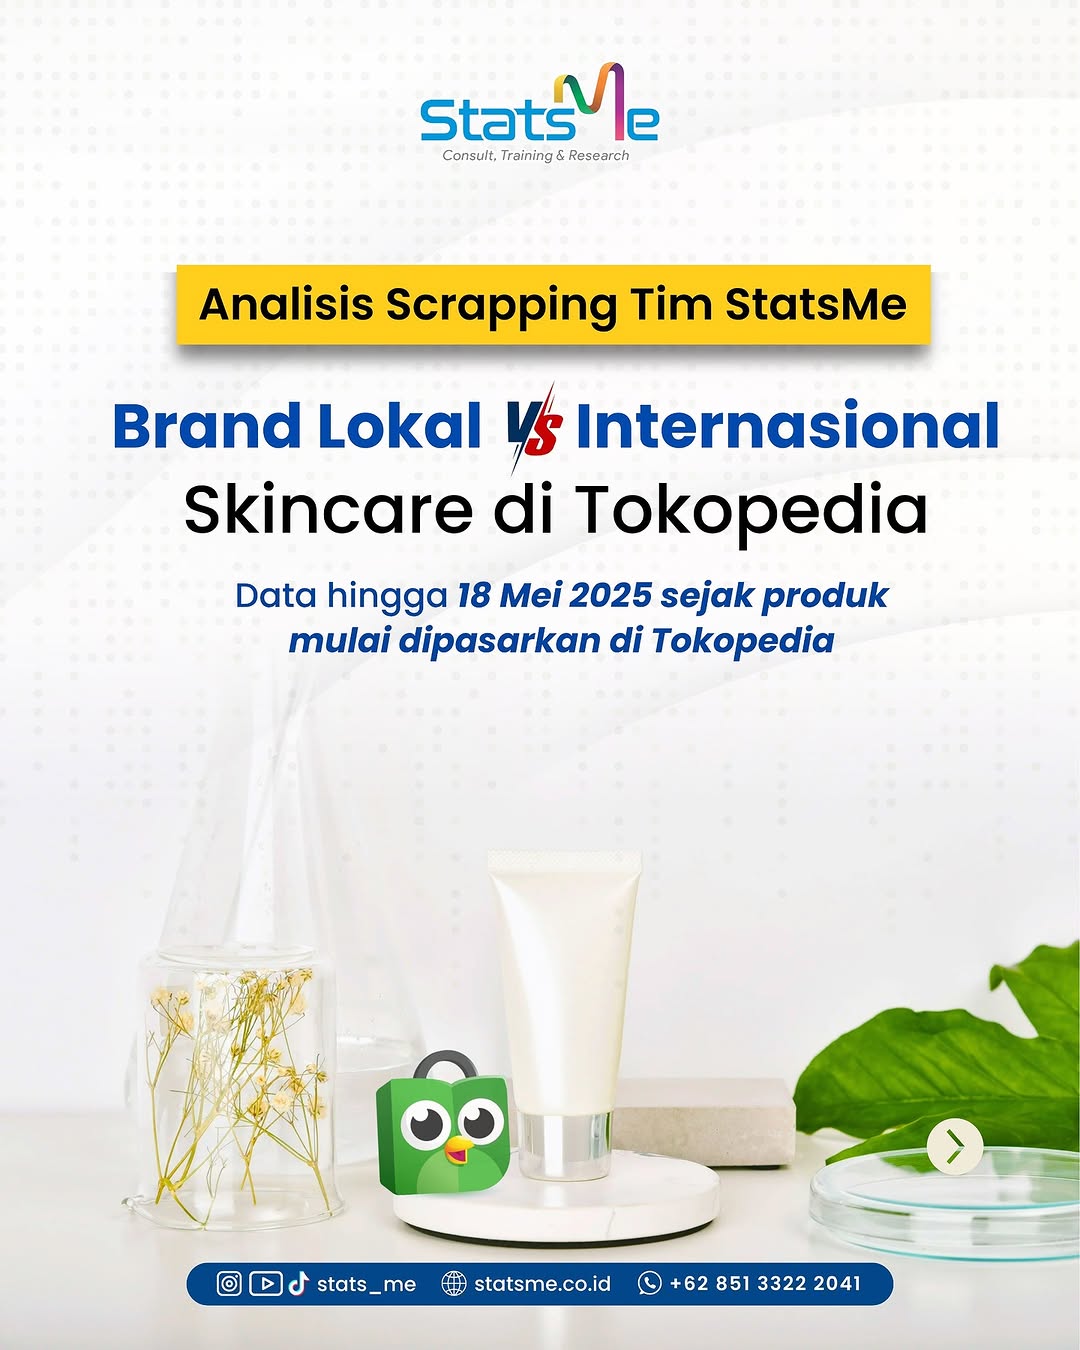 StatsMe
Consult, Training & Research
Analisis Scrapping Tim StatsMe
Brand Lokal VS Internasional
Skincare di Tokopedia
Data hingga 18 Mei 2025 sejak produk
mulai dipasarkan di Tokopedia
stats_me statsme.co.id +62 851 3322 2041